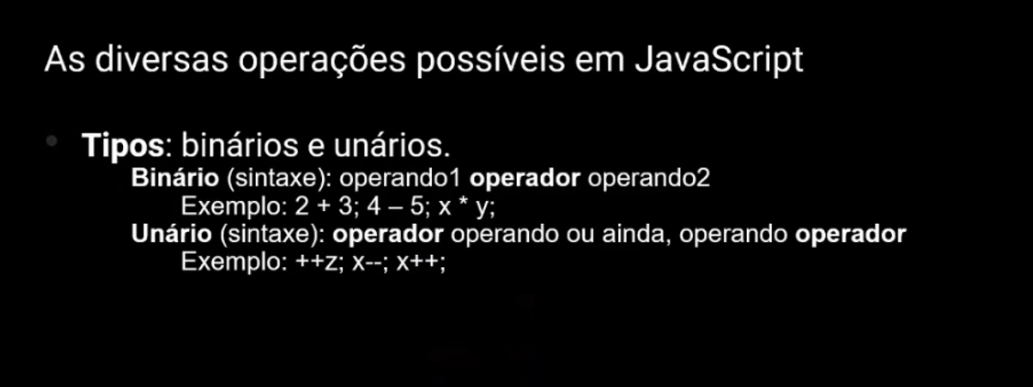 As diversas operações possíveis em JavaScript
• Tipos: binários e unários.
Binário (sintaxe): operando1 operador operando2
Exemplo: 2 + 3; 4 – 5; x * y;
Unário (sintaxe): operador operando ou ainda, operando operador
Exemplo: ++z; x--; x++;